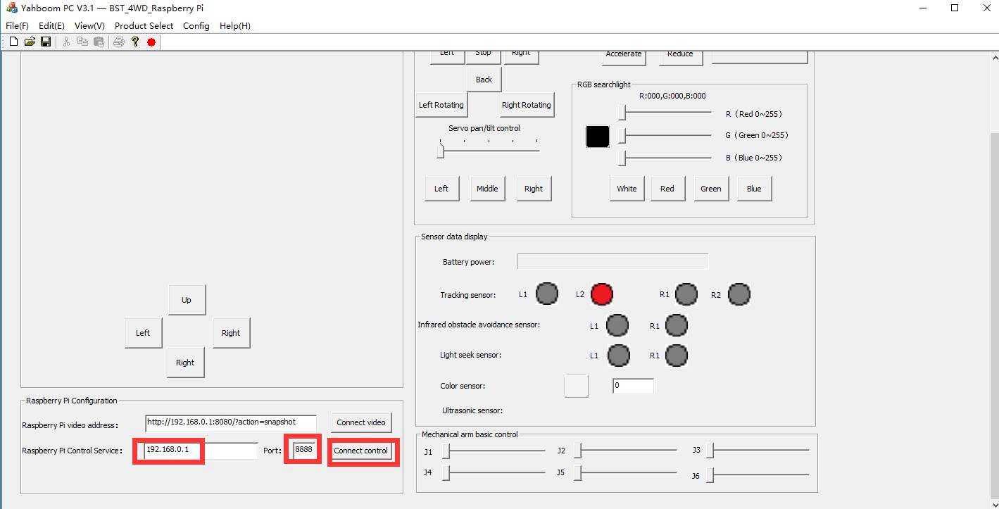 Yahboom PC V3.1 — BST_4WD_Raspberry Pi
File(F) Edit(E) View(V) Product Select Config Help(H)
Left Stop Right Accelerate Reduce
Back
RGB searchlight
R:000,G:000,B:000
Left Rotating Right Rotating
R（Red 0~255）
Servo pan/tilt control
G（Green 0~255）
B（Blue 0~255）
Left Middle Right
White Red Green Blue
Sensor data display
Battery power:
Tracking sensor: L1 L2 R1 R2
Infrared obstacle avoidance sensor: L1 R1
Light seek sensor: L1 R1
Color sensor: 0
Ultrasonic sensor:
Up
Left Right
Right
Raspberry Pi Configuration
Raspberry Pi video address: http://192.168.0.1:8080/?action=snapshot Connect video
Raspberry Pi Control Service: 192.168.0.1 Port: 8888 Connect control
Mechanical arm basic control
J1 J2 J3
J4 J5 J6